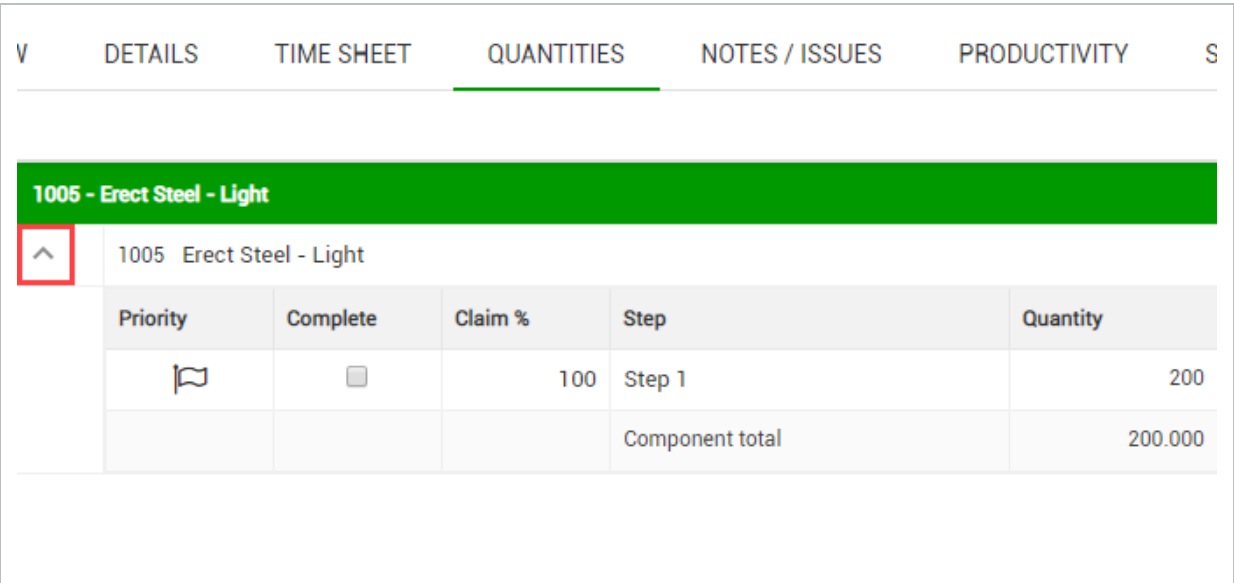 DETAILS TIME SHEET QUANTITIES NOTES / ISSUES PRODUCTIVITY
1005 - Erect Steel - Light
1005 Erect Steel - Light
Priority Complete Claim % Step Quantity
100 Step 1 200
Component total 200.000